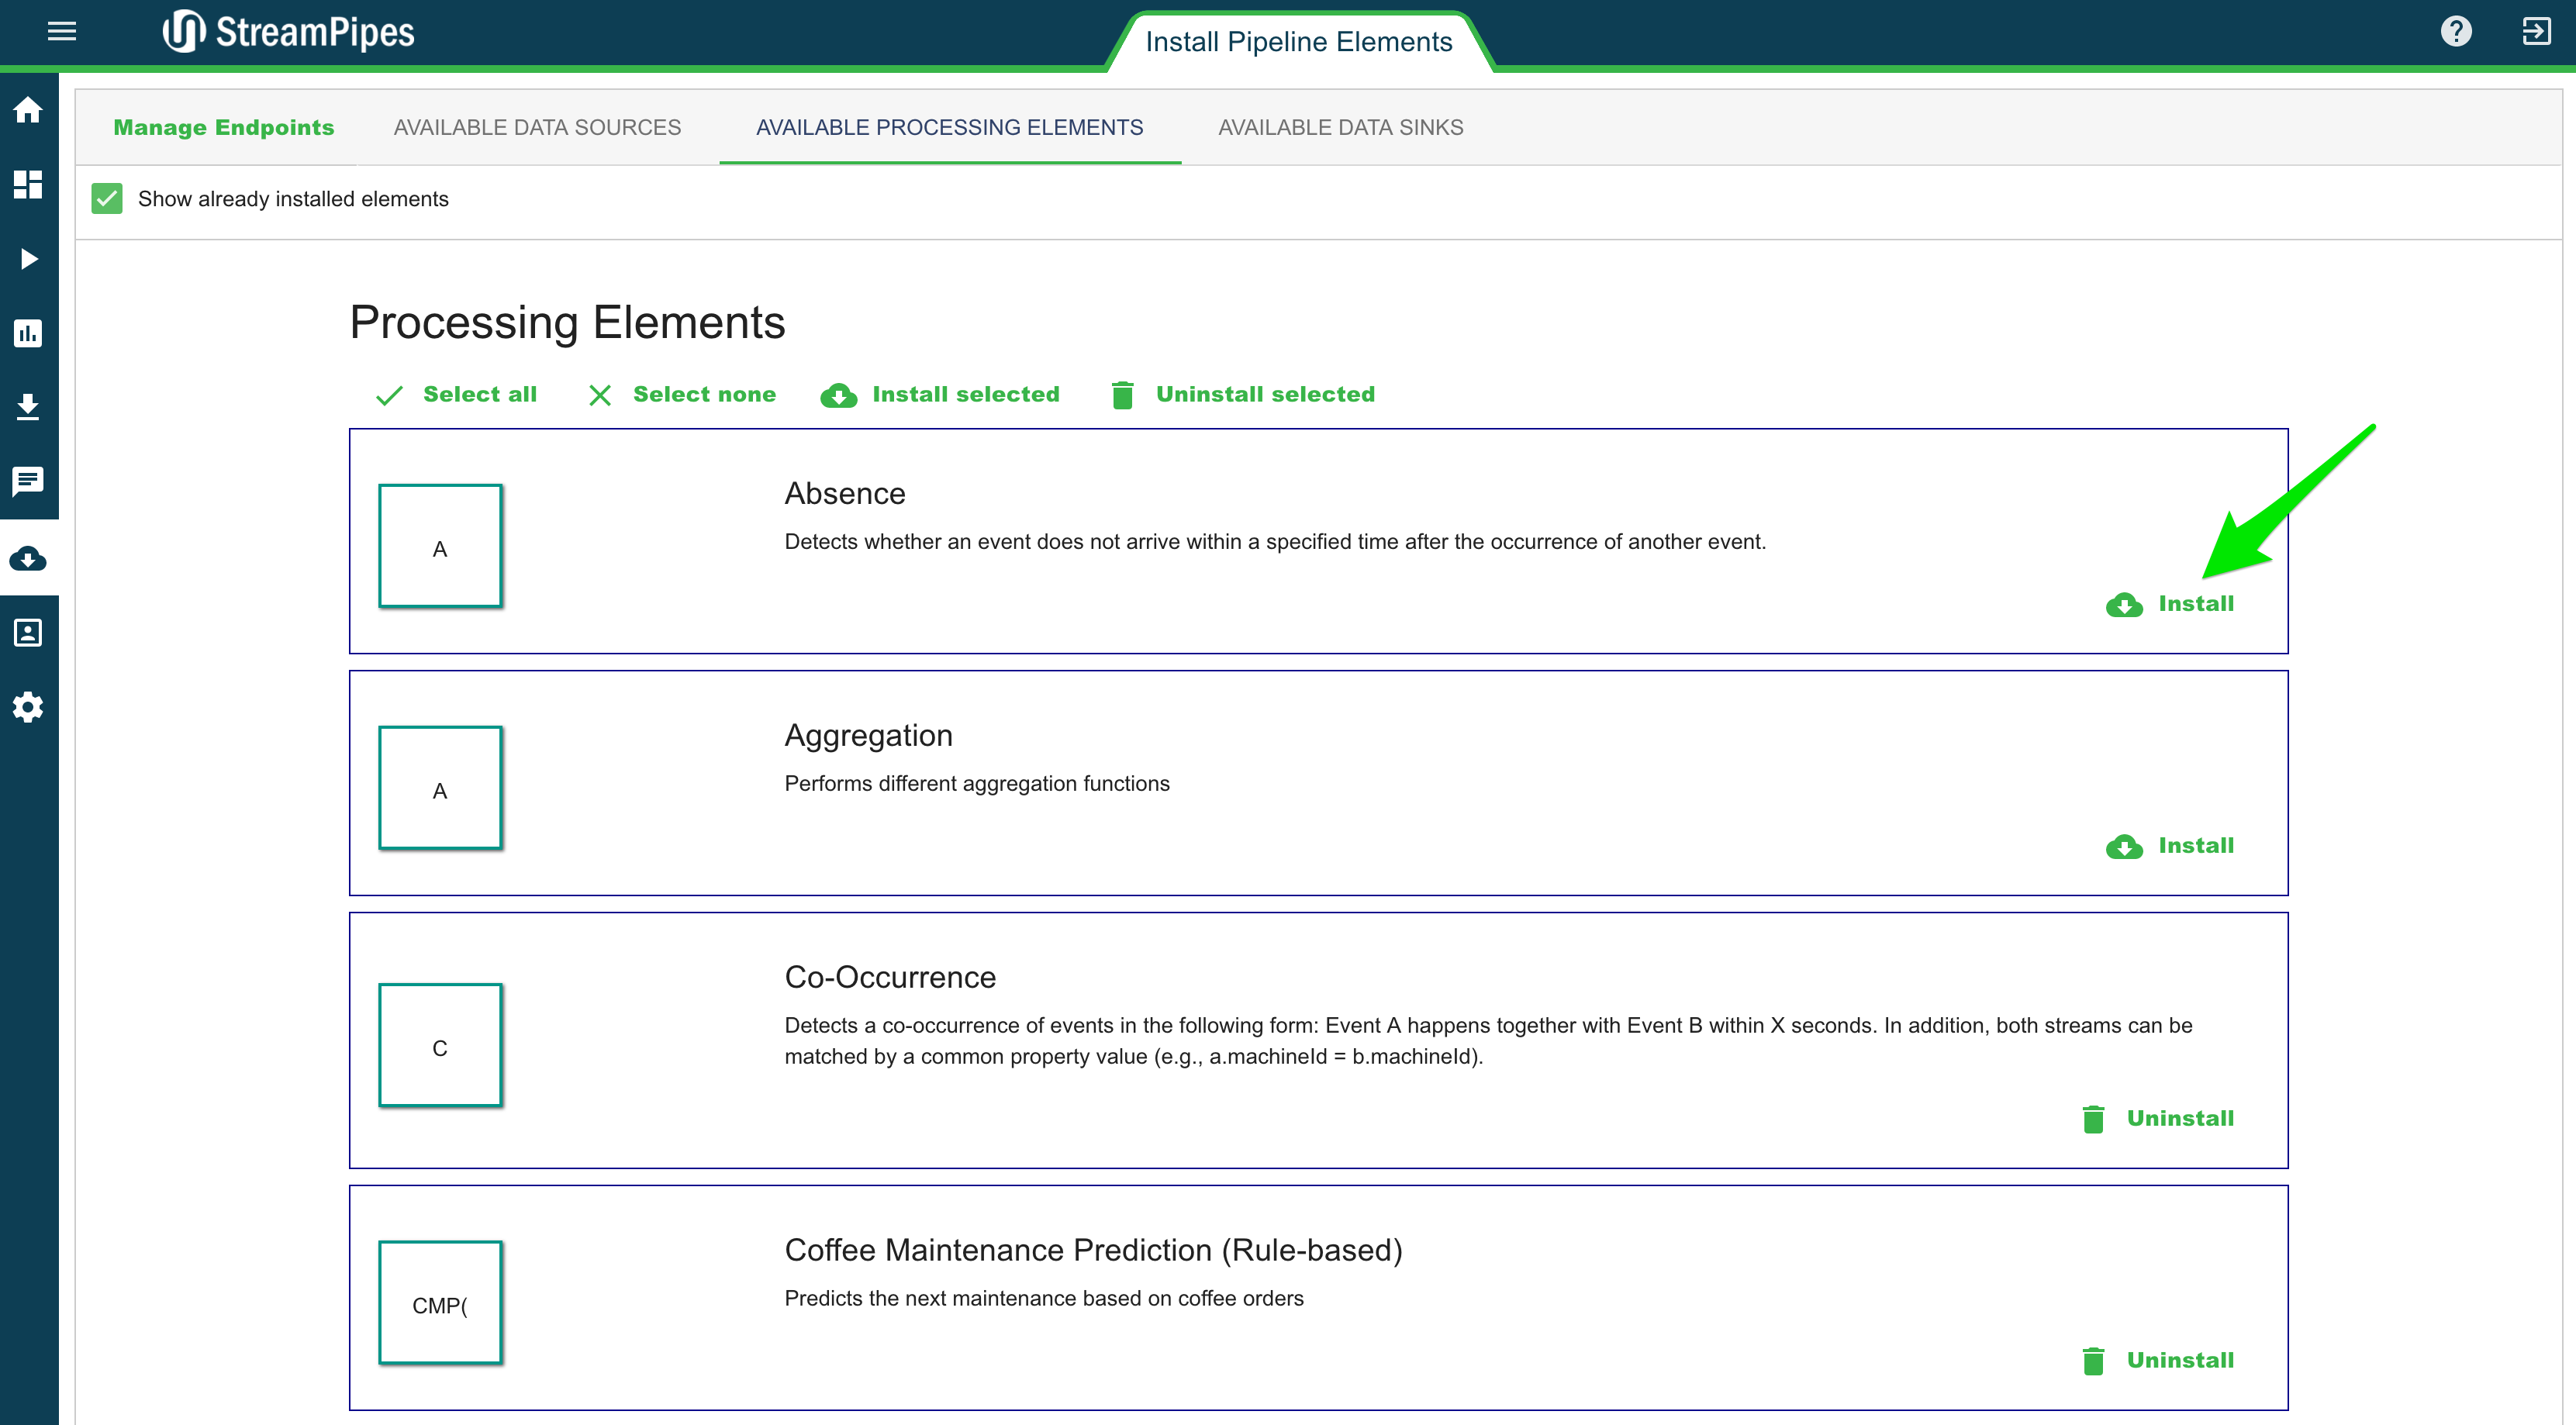 StreamPipes
Install Pipeline Elements
Manage Endpoints
AVAILABLE DATA SOURCES
AVAILABLE PROCESSING ELEMENTS
AVAILABLE DATA SINKS
Show already installed elements
Processing Elements
Select all
Select none
Install selected
Uninstall selected
A
Absence
Detects whether an event does not arrive within a specified time after the occurrence of another event.
Install
A
Aggregation
Performs different aggregation functions
Install
C
Co-Occurrence
Detects a co-occurrence of events in the following form: Event A happens together with Event B within X seconds. In addition, both streams can be
matched by a common property value (e.g., a.machineId = b.machineId).
Uninstall
CMP(
Coffee Maintenance Prediction (Rule-based)
Predicts the next maintenance based on coffee orders
Uninstall